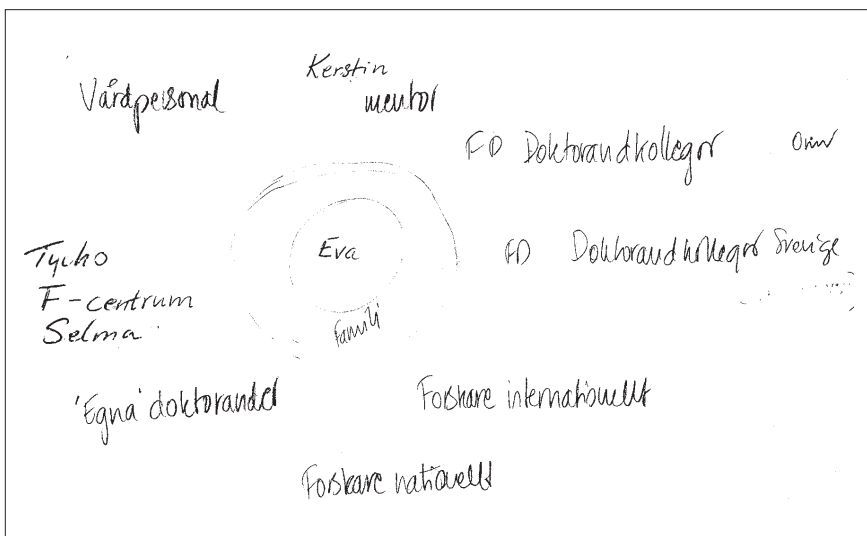 Vårdpersonal
Kerstin
mentor
FD Doktorandkollegor
Eva
Familj
FD Doktorandkollegor Sverige
Tycho
F-centrum
Selma
'Egna' doktorander
Forskare internationellt
Forskare nationellt